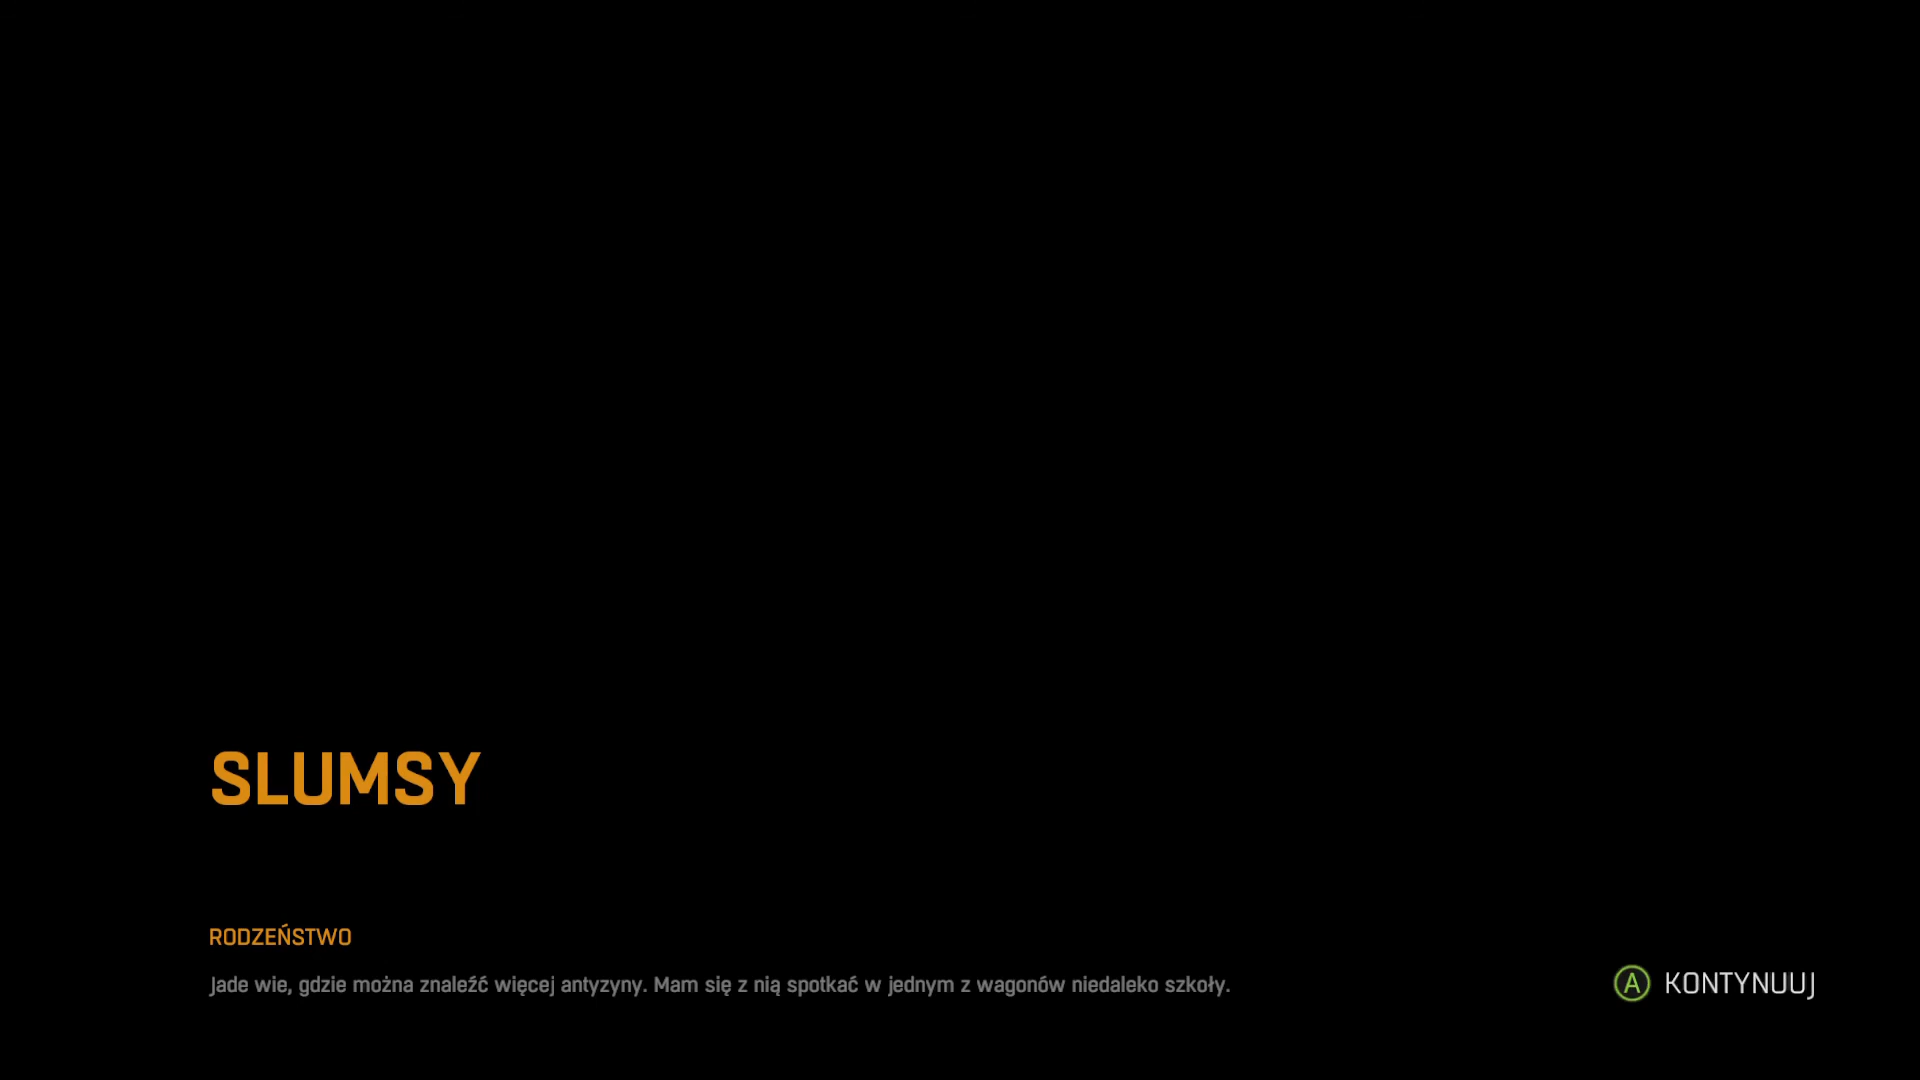 SLUMSY
RODZEŃSTWO
Jade wie, gdzie można znaleźć więcej antyzyny. Mam się z nią spotkać w jednym z wagonów niedaleko szkoły.
A KONTYNUUJ